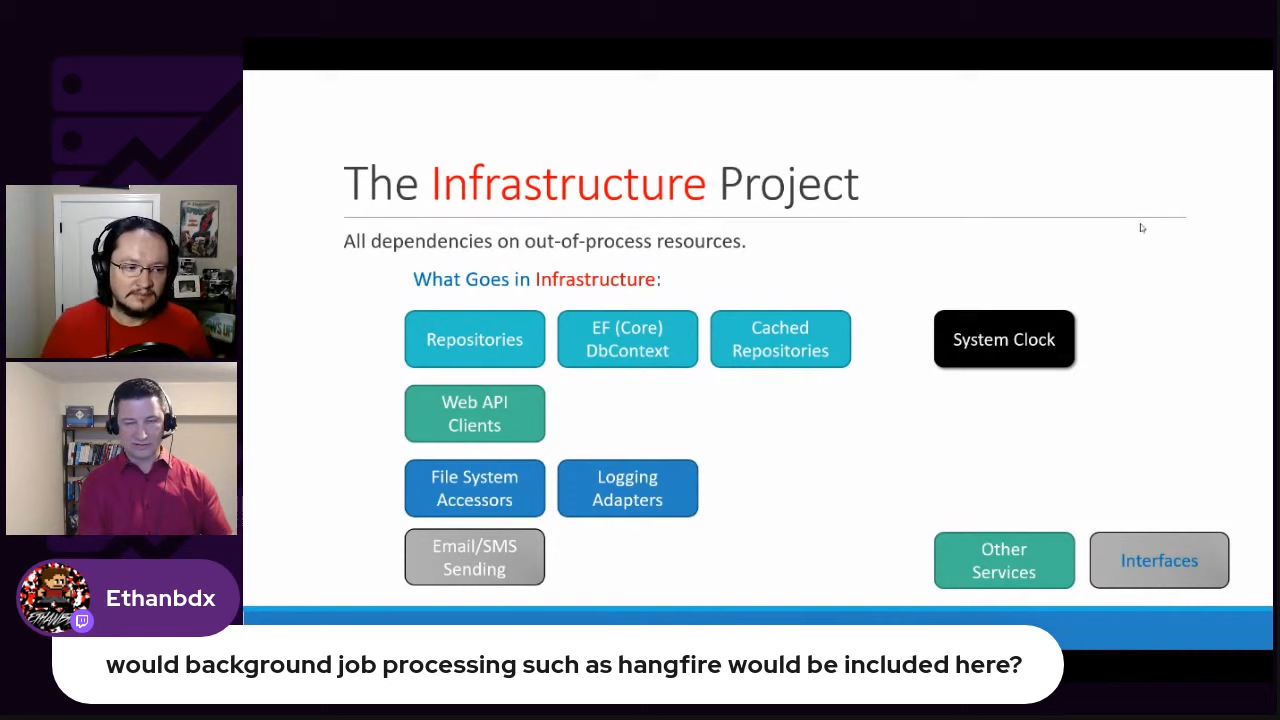 The Infrastructure Project
All dependencies on out-of-process resources.
What Goes in Infrastructure:
Repositories
EF (Core)
DbContext
Cached
Repositories
System Clock
Web API
Clients
File System
Accessors
Logging
Adapters
Email/SMS
Sending
Other
Services
Interfaces
Ethanbdx
would background job processing such as hangfire would be included here?